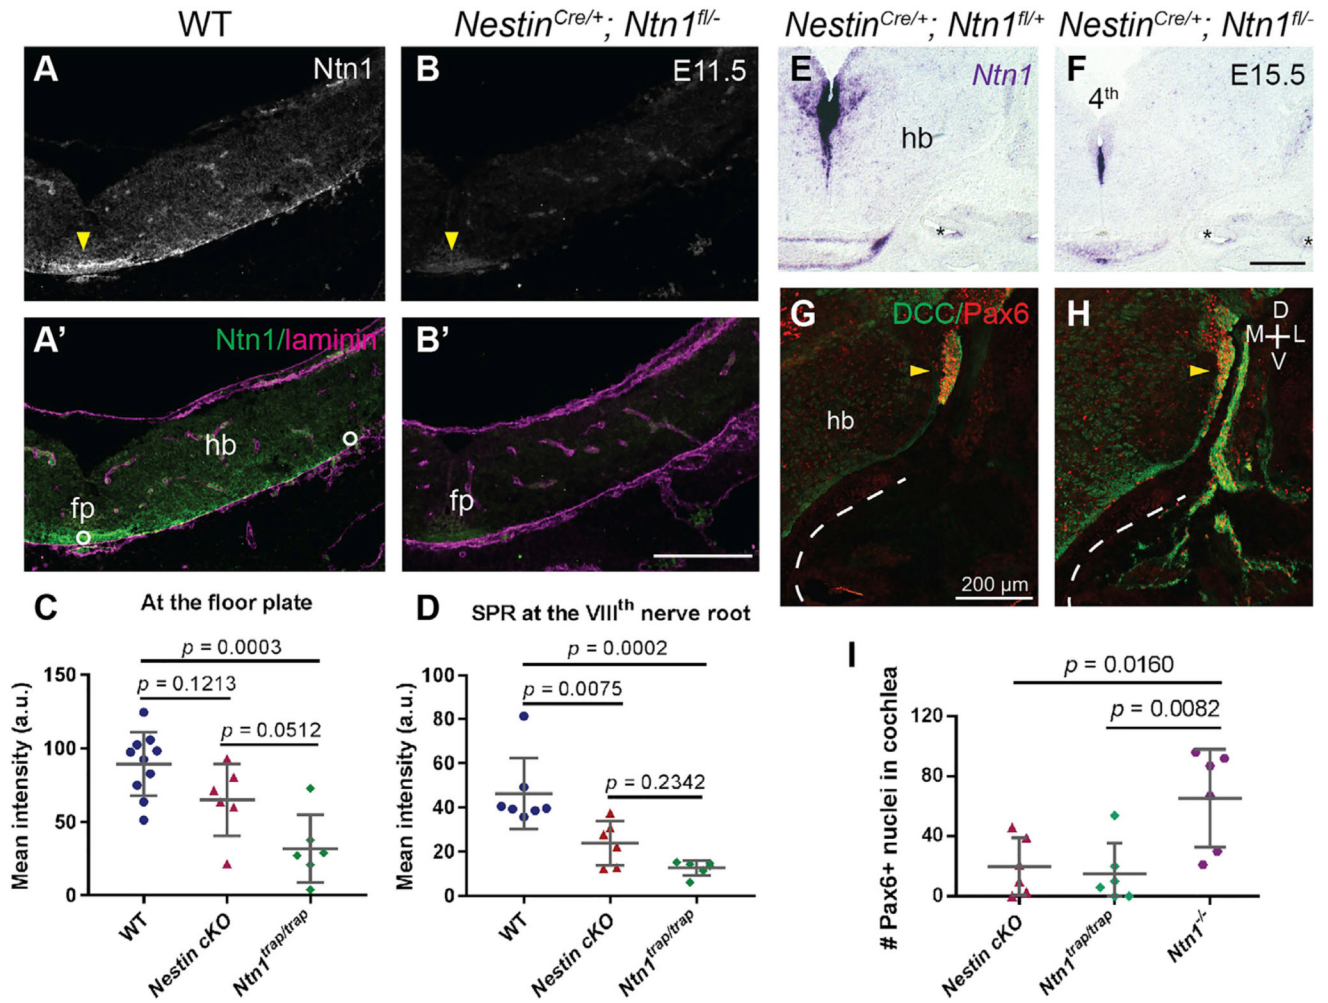 WT
Nestin^Cre/+; Ntn1^fl/-
Nestin^Cre/+; Ntn1^fl/+
Nestin^Cre/+; Ntn1^fl/-
A
Ntn1
B
E11.5
E
Ntn1
hb
*
F
E15.5
4th
*
*
A'
Ntn1/laminin
hb
fp
B'
fp
G
DCC/Pax6
hb
200 µm
H
D
M L
V
C
At the floor plate
p = 0.0003
p = 0.1213
p = 0.0512
Mean intensity (a.u.)
150
100
50
0
WT
Nestin cKO
Ntn1^trap/trap
D
SPR at the VIIIth nerve root
p = 0.0002
p = 0.0075
p = 0.2342
Mean intensity (a.u.)
100
80
60
40
20
0
WT
Nestin cKO
Ntn1^trap/trap
I
p = 0.0160
p = 0.0082
# Pax6+ nuclei in cochlea
120
80
40
0
Nestin cKO
Ntn1^trap/trap
Ntn1^-/-